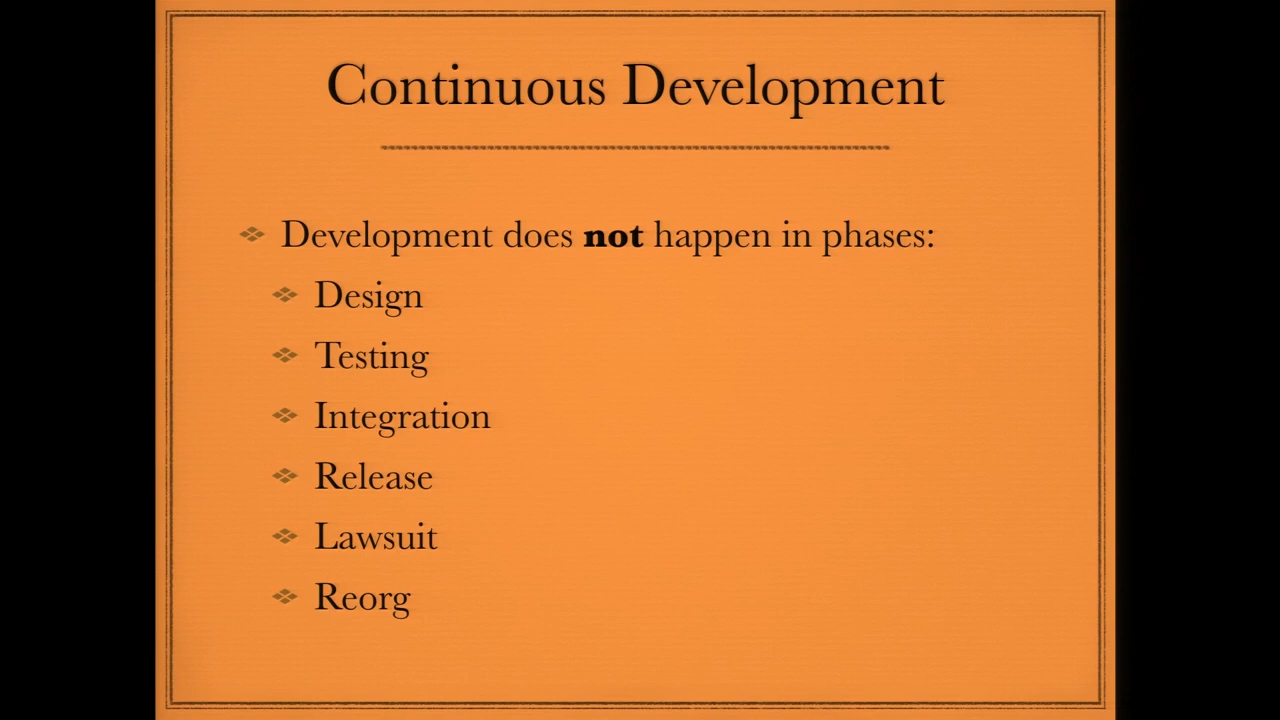 Continuous Development
Development does not happen in phases:
Design
Testing
Integration
Release
Lawsuit
Reorg